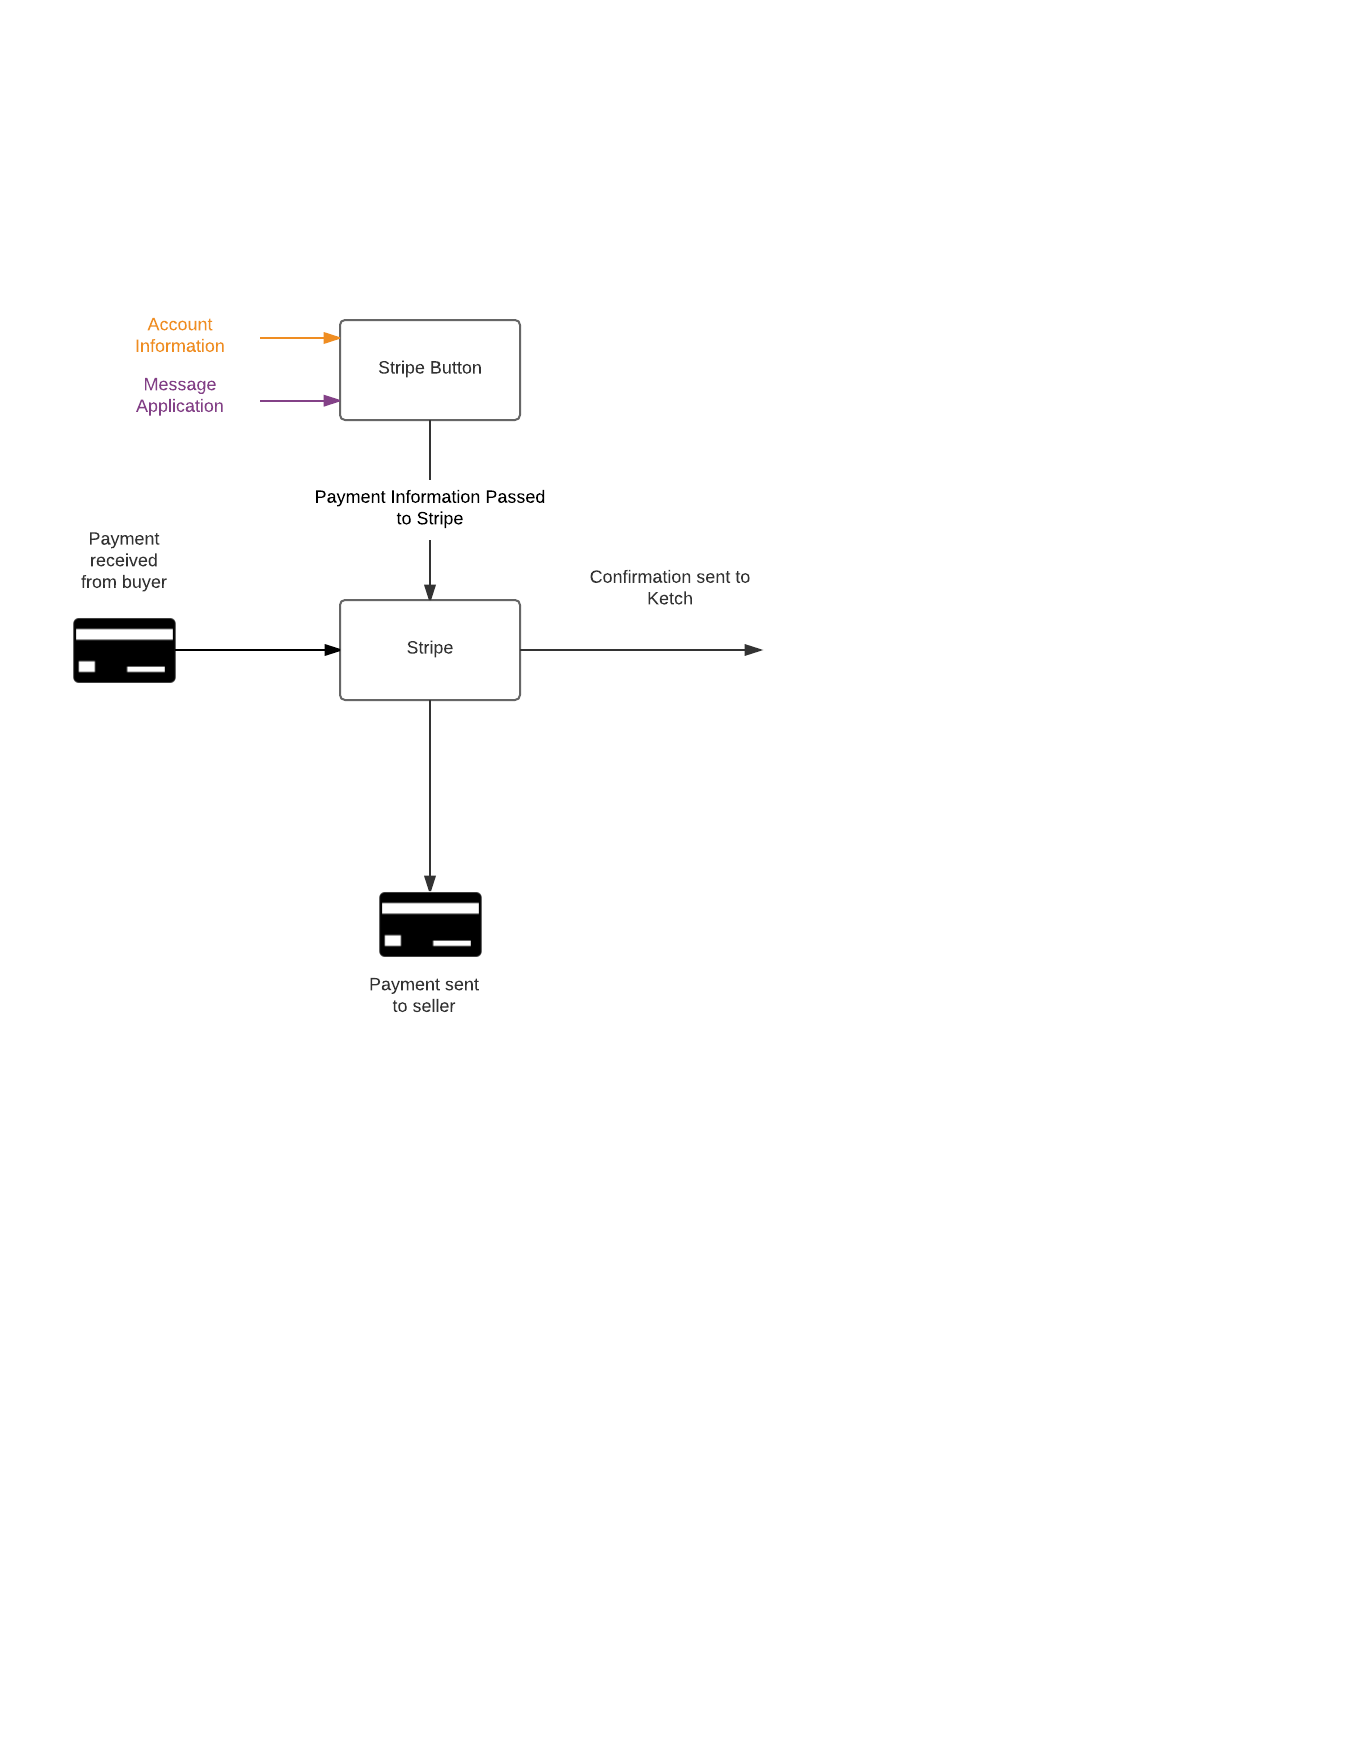 Account
Information
Stripe Button
Message
Application
Payment Information Passed
to Stripe
Payment
received
from buyer
Confirmation sent to
Ketch
Stripe
Payment sent
to seller